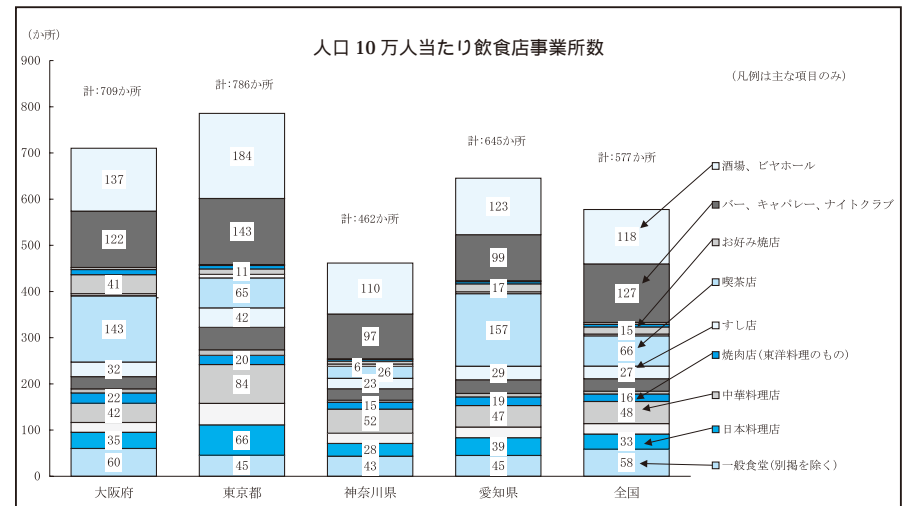 人口 10 万人当たり飲食店事業所数
(か所)
(凡例は主な項目のみ)
900
800
700
600
500
400
300
200
100
0
計:709か所
137
122
41
143
32
22
42
35
60
大阪府
計:786か所
184
143
11
65
42
20
84
66
45
東京都
計:462か所
110
97
6
26
23
15
52
28
43
神奈川県
計:645か所
123
99
17
157
29
19
47
39
45
愛知県
計:577か所
118
127
15
66
27
16
48
33
58
全国
酒場、ビヤホール
バー、キャバレー、ナイトクラブ
お好み焼店
喫茶店
すし店
焼肉店(東洋料理のもの)
中華料理店
日本料理店
一般食堂(別掲を除く)